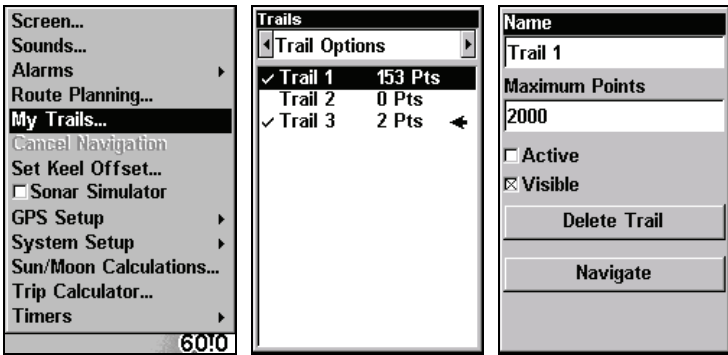 Screen...
Sounds...
Alarms
Route Planning...
My Trails...
Cancel Navigation
Set Keel Offset...
Sonar Simulator
GPS Setup
System Setup
Sun/Moon Calculations...
Trip Calculator...
Timers
Trails
Trail Options
Trail 1 153 Pts
Trail 2 0 Pts
Trail 3 2 Pts
Name
Trail 1
Maximum Points
2000
Active
Visible
Delete Trail
Navigate